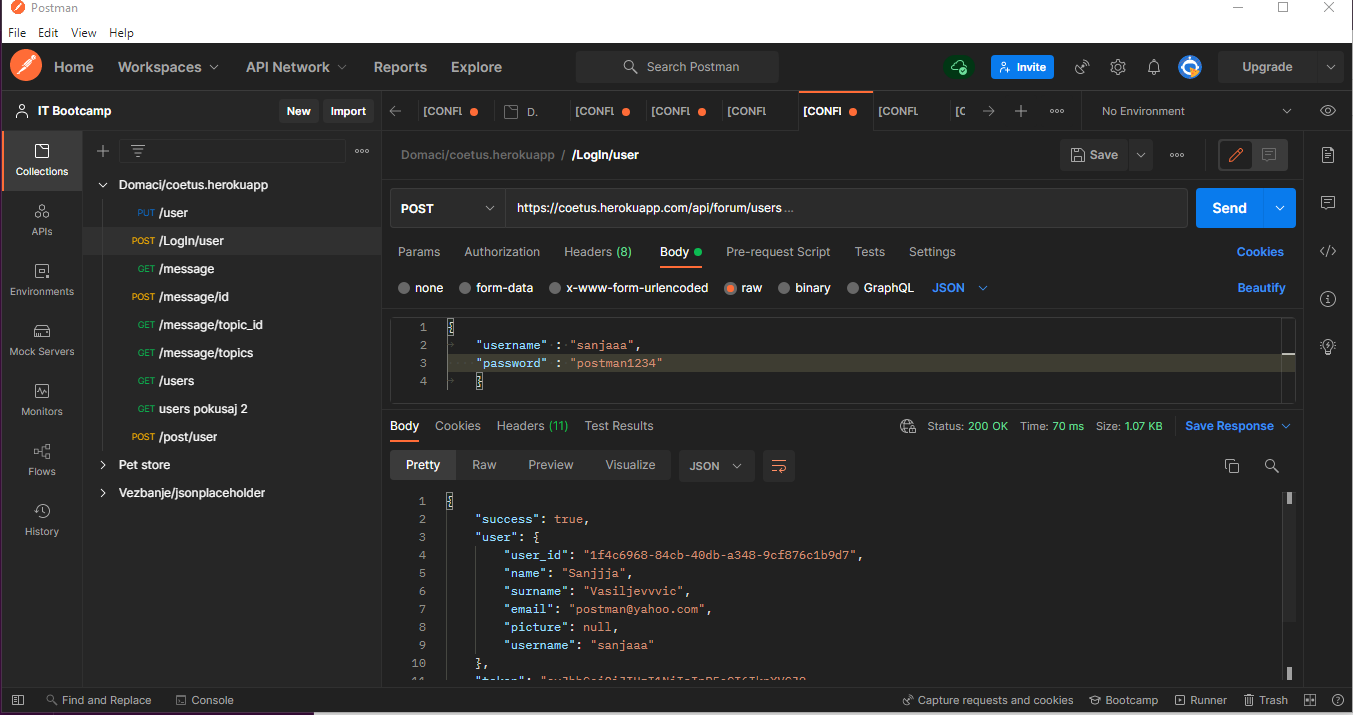 Postman
File Edit View Help
Home Workspaces API Network Reports Explore Search Postman Invite Upgrade
IT Bootcamp New Import
[CONFL D. [CONFL [CONFL [CONFL [CONFL [CONFL [C No Environment
Collections
APIs
Environments
Mock Servers
Monitors
Flows
History
Domaci/coetus.herokuapp
PUT /user
POST /LogIn/user
GET /message
POST /message/id
GET /message/topic_id
GET /message/topics
GET /users
GET users pokusaj 2
POST /post/user
Pet store
Vezbanje/jsonplaceholder
Domaci/coetus.herokuapp / /LogIn/user Save
POST https://coetus.herokuapp.com/api/forum/users ... Send
Params Authorization Headers (8) Body Pre-request Script Tests Settings Cookies
none form-data x-www-form-urlencoded raw binary GraphQL JSON Beautify
1 {
2 "username" : "sanjaaa",
3 "password" : "postman1234"
4 }
Body Cookies Headers (11) Test Results Status: 200 OK Time: 70 ms Size: 1.07 KB Save Response
Pretty Raw Preview Visualize JSON
1 {
2 "success": true,
3 "user": {
4 "user_id": "1f4c6968-84cb-40db-a348-9cf876c1b9d7",
5 "name": "Sanjjja",
6 "surname": "Vasiljevvvic",
7 "email": "postman@yahoo.com",
8 "picture": null,
9 "username": "sanjaaa"
10 },
11 "token":
Find and Replace Console Capture requests and cookies Bootcamp Runner Trash